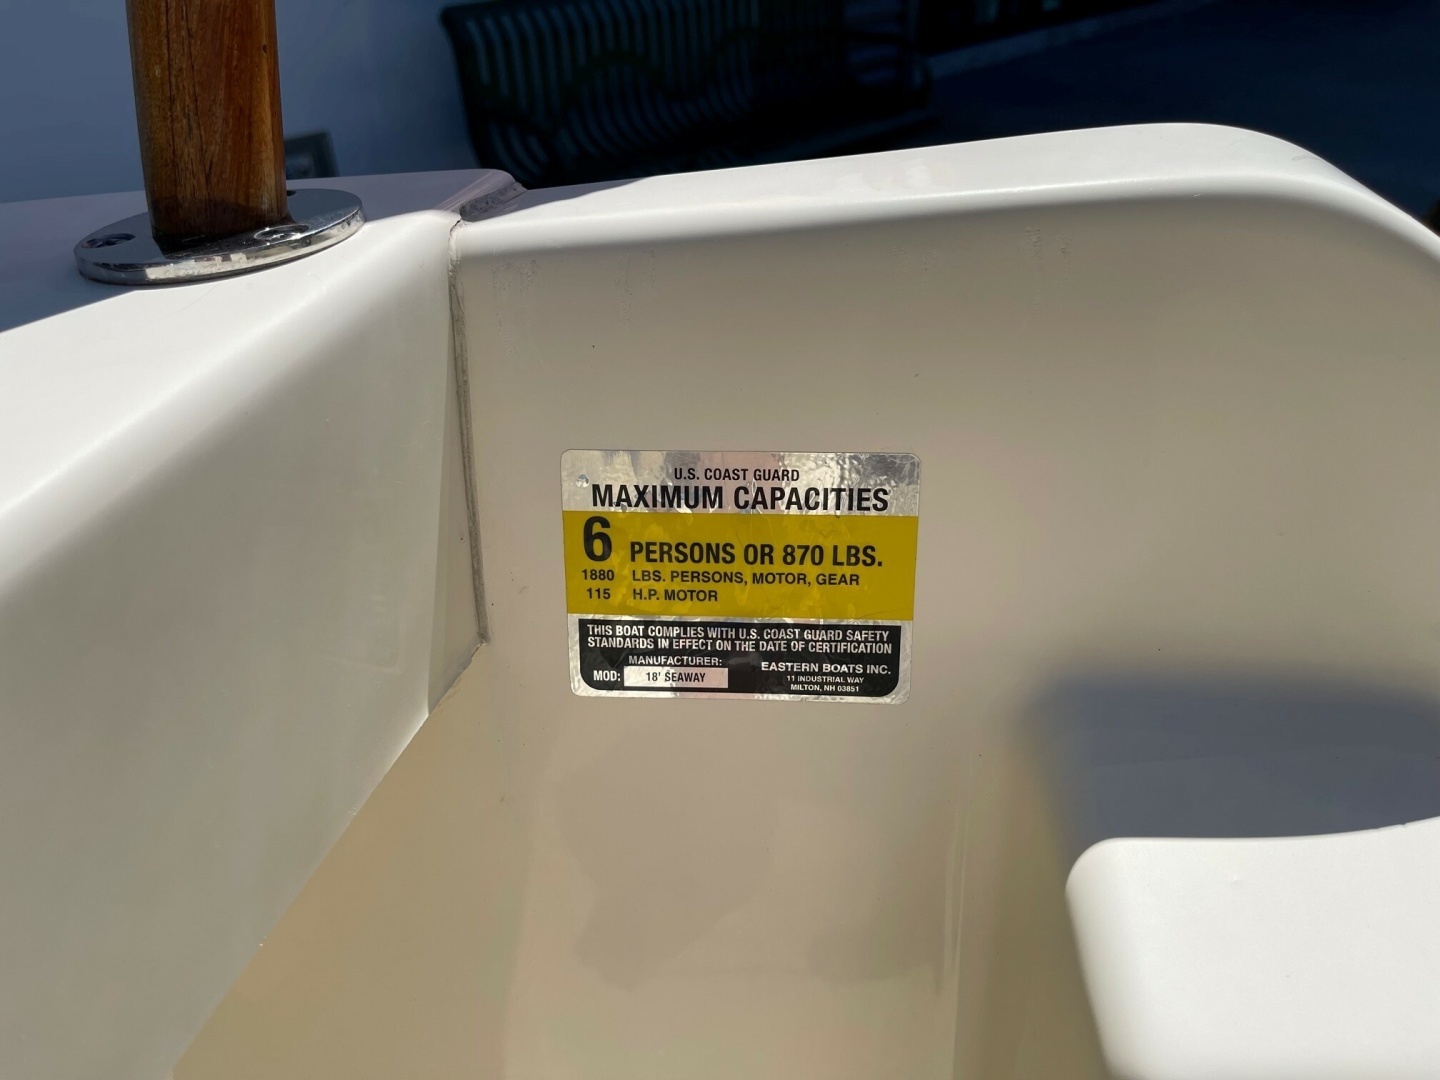 U.S. COAST GUARD
MAXIMUM CAPACITIES
6 PERSONS OR 870 LBS.
1880 LBS. PERSONS, MOTOR, GEAR
115 H.P. MOTOR
THIS BOAT COMPLIES WITH U.S. COAST GUARD SAFETY
STANDARDS IN EFFECT ON THE DATE OF CERTIFICATION
MANUFACTURER: EASTERN BOATS INC.
MOD: 18' SEAWAY 11 INDUSTRIAL WAY
MILTON, NH 03851